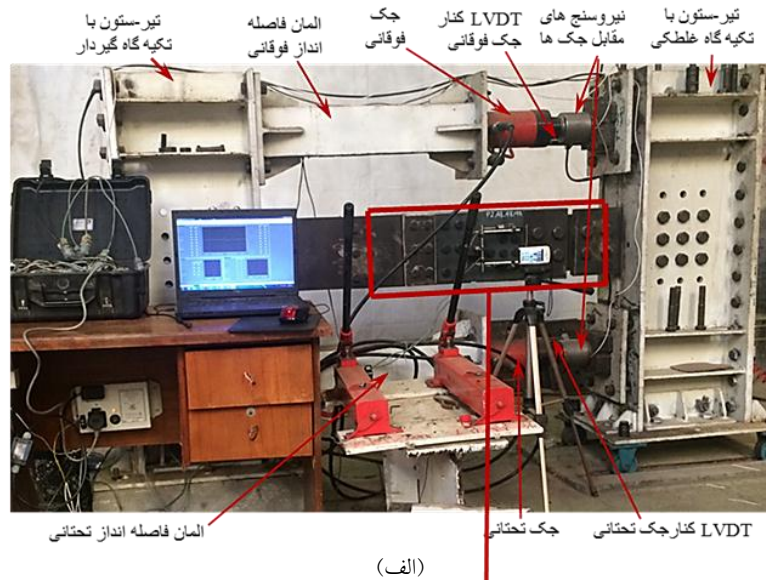 تیر-ستون با
تکیه گاه گیردار
المان فاصله
انداز فوقانی
جک
فوقانی
LVDT کنار
جک فوقانی
نیروسنج های
مقابل جک ها
تیر-ستون با
تکیه گاه غلطکی
المان فاصله انداز تحتانی
جک تحتانی
LVDT کنارجک تحتانی
(الف)